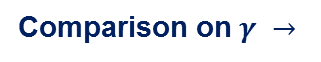 Comparison on γ →